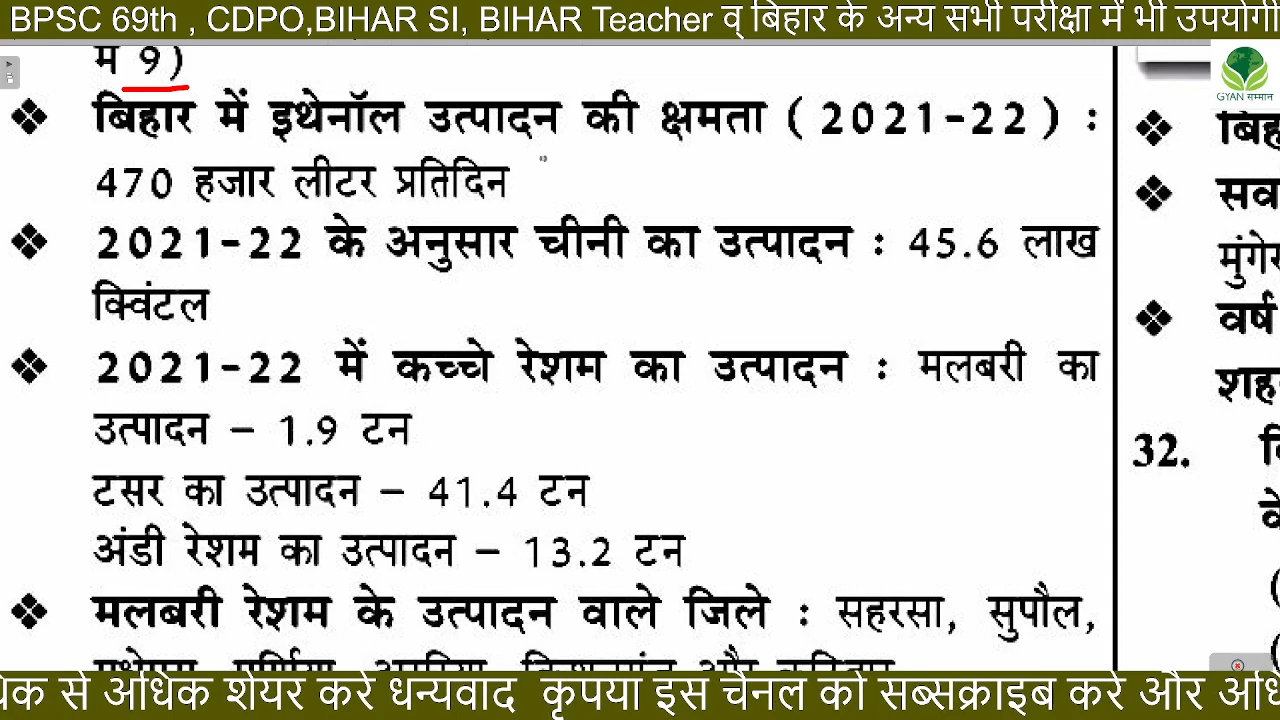 BPSC 69th , CDPO,BIHAR SI, BIHAR Teacher व् बिहार के अन्य सभी परीक्षा में भी उपयोगी
में 9)
GYAN सम्मान
❖ बिहार में इथेनॉल उत्पादन की क्षमता (2021-22) :
470 हजार लीटर प्रतिदिन
❖ 2021-22 के अनुसार चीनी का उत्पादन : 45.6 लाख
क्विंटल
❖ 2021-22 में कच्चे रेशम का उत्पादन : मलबरी का
उत्पादन – 1.9 टन
टसर का उत्पादन – 41.4 टन
अंडी रेशम का उत्पादन – 13.2 टन
❖ मलबरी रेशम के उत्पादन वाले जिले : सहरसा, सुपौल,
❖ सव
❖ वर्ष
32.
से अधिक शेयर करे धन्यवाद कृपया इस चैनल को सब्सक्राइब करे और